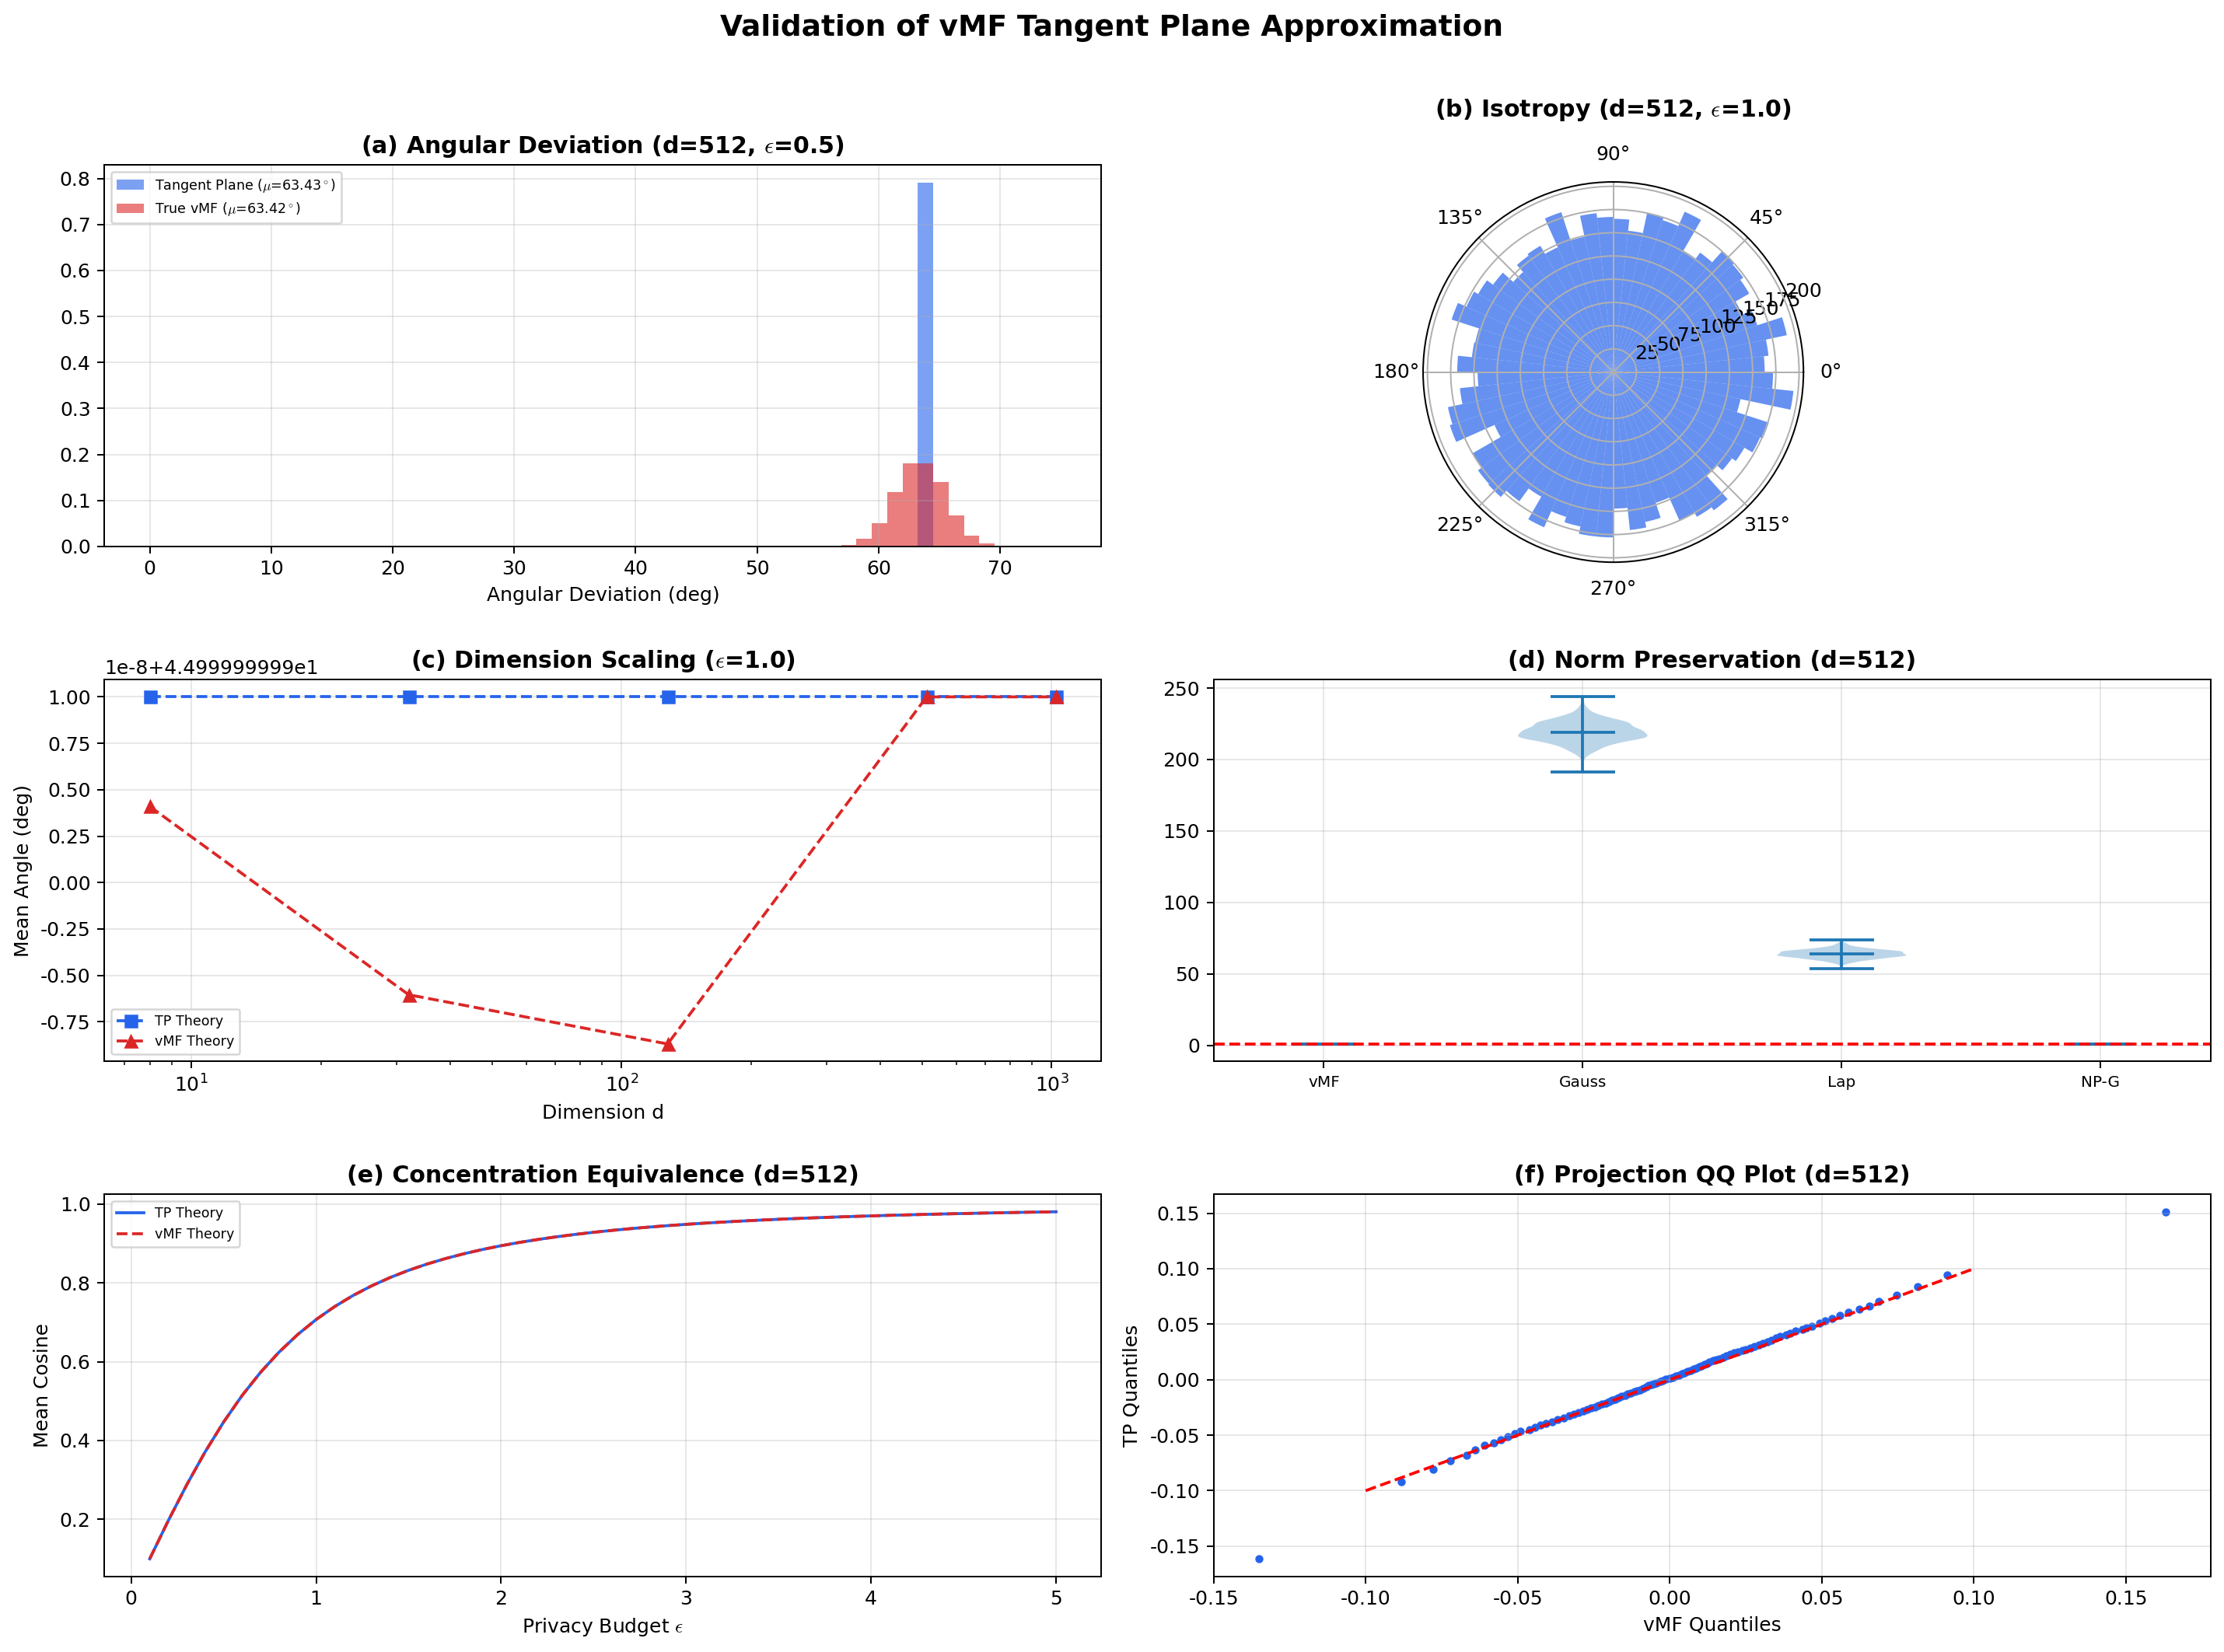 Validation of vMF Tangent Plane Approximation
(a) Angular Deviation (d=512, ϵ=0.5)
Tangent Plane (μ=63.43°)
True vMF (μ=63.42°)
0.8
0.7
0.6
0.5
0.4
0.3
0.2
0.1
0.0
0 10 20 30 40 50 60 70
Angular Deviation (deg)
(b) Isotropy (d=512, ϵ=1.0)
90°
135° 45°
180° 0°
225° 315°
270°
25 50 75 100 125 150 175 200
(c) Dimension Scaling (ϵ=1.0)
1e-8+4.499999999e1
1.00
0.75
0.50
0.25
0.00
-0.25
-0.50
-0.75
Mean Angle (deg)
TP Theory
vMF Theory
10¹ 10² 10³
Dimension d
(d) Norm Preservation (d=512)
250
200
150
100
50
0
vMF Gauss Lap NP-G
(e) Concentration Equivalence (d=512)
TP Theory
vMF Theory
1.0
0.8
0.6
0.4
0.2
Mean Cosine
0 1 2 3 4 5
Privacy Budget ϵ
(f) Projection QQ Plot (d=512)
0.15
0.10
0.05
0.00
-0.05
-0.10
-0.15
TP Quantiles
-0.15 -0.10 -0.05 0.00 0.05 0.10 0.15
vMF Quantiles